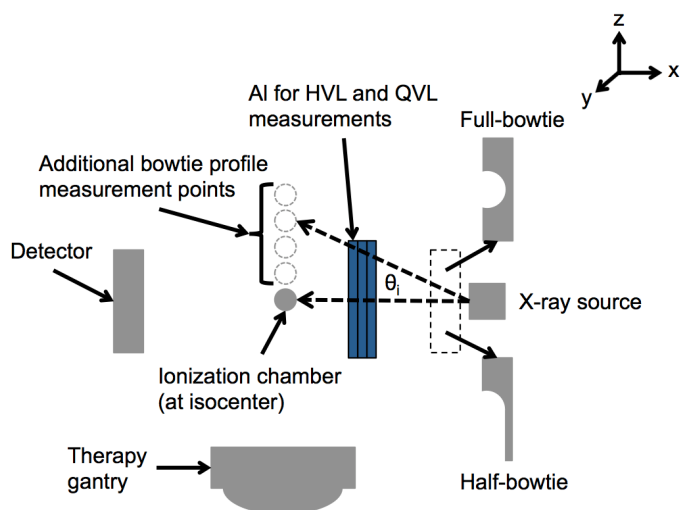 z
x
y
Al for HVL and QVL
measurements
Full-bowtie
Additional bowtie profile
measurement points
Detector
θi
X-ray source
Ionization chamber
(at isocenter)
Therapy
gantry
Half-bowtie